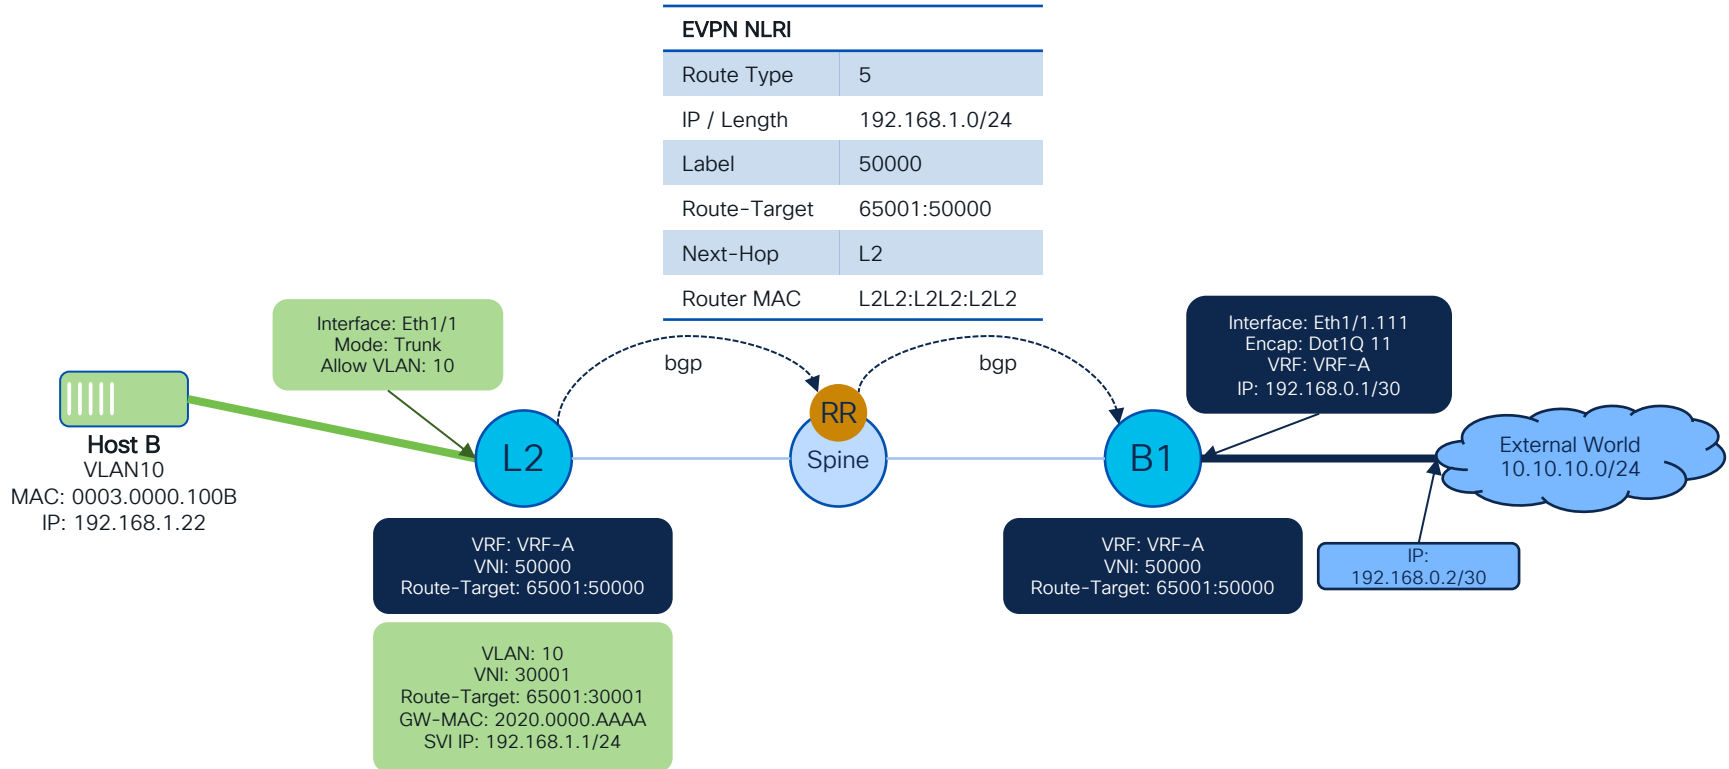 EVPN NLRI
Route Type 5
IP / Length 192.168.1.0/24
Label 50000
Route-Target 65001:50000
Next-Hop L2
Router MAC L2L2:L2L2:L2L2
Interface: Eth1/1
Mode: Trunk
Allow VLAN: 10
bgp
bgp
Interface: Eth1/1.111
Encap: Dot1Q 11
VRF: VRF-A
IP: 192.168.0.1/30
Host B
VLAN10
MAC: 0003.0000.100B
IP: 192.168.1.22
L2
RR
Spine
B1
External World
10.10.10.0/24
VRF: VRF-A
VNI: 50000
Route-Target: 65001:50000
VRF: VRF-A
VNI: 50000
Route-Target: 65001:50000
IP:
192.168.0.2/30
VLAN: 10
VNI: 30001
Route-Target: 65001:30001
GW-MAC: 2020.0000.AAAA
SVI IP: 192.168.1.1/24